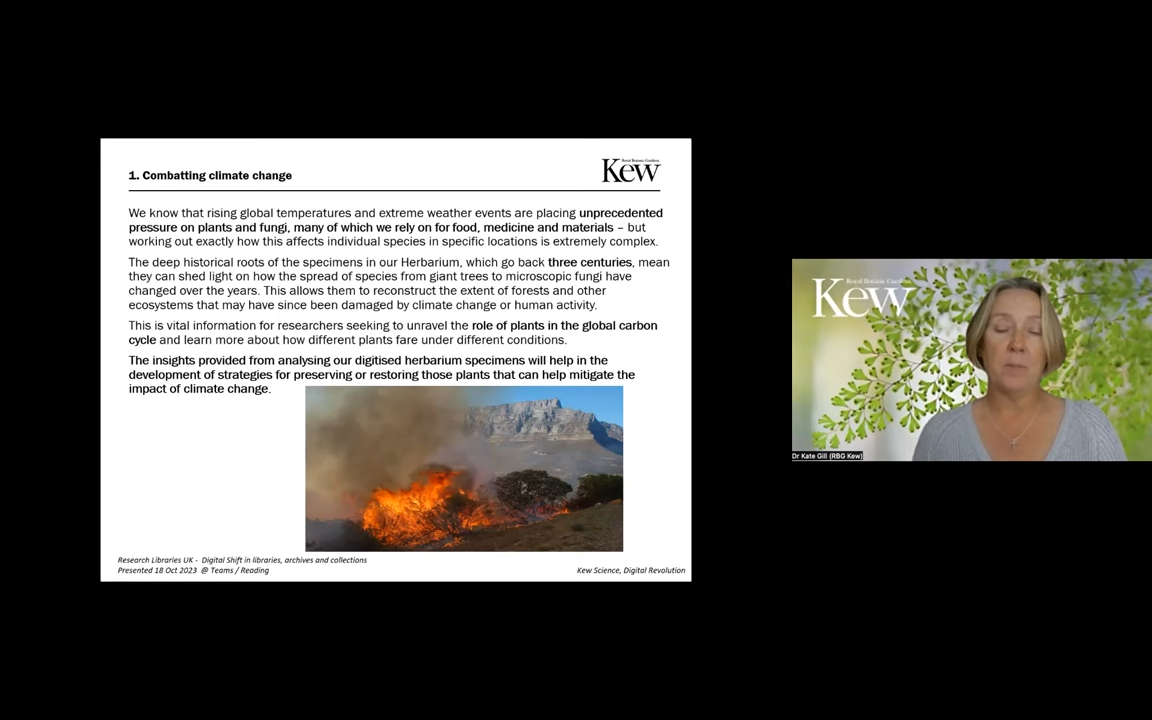 1. Combatting climate change
Royal Botanic Gardens
Kew
We know that rising global temperatures and extreme weather events are placing unprecedented
pressure on plants and fungi, many of which we rely on for food, medicine and materials – but
working out exactly how this affects individual species in specific locations is extremely complex.
The deep historical roots of the specimens in our Herbarium, which go back three centuries, mean
they can shed light on how the spread of species from giant trees to microscopic fungi have
changed over the years. This allows them to reconstruct the extent of forests and other
ecosystems that may have since been damaged by climate change or human activity.
This is vital information for researchers seeking to unravel the role of plants in the global carbon
cycle and learn more about how different plants fare under different conditions.
The insights provided from analysing our digitised herbarium specimens will help in the
development of strategies for preserving or restoring those plants that can help mitigate the
impact of climate change.
Research Libraries UK - Digital Shift in libraries, archives and collections
Presented 18 Oct 2023 @ Teams / Reading
Kew Science, Digital Revolution
Royal Botanic Gardens
Kew
Dr Kate Gill (RBG Kew)